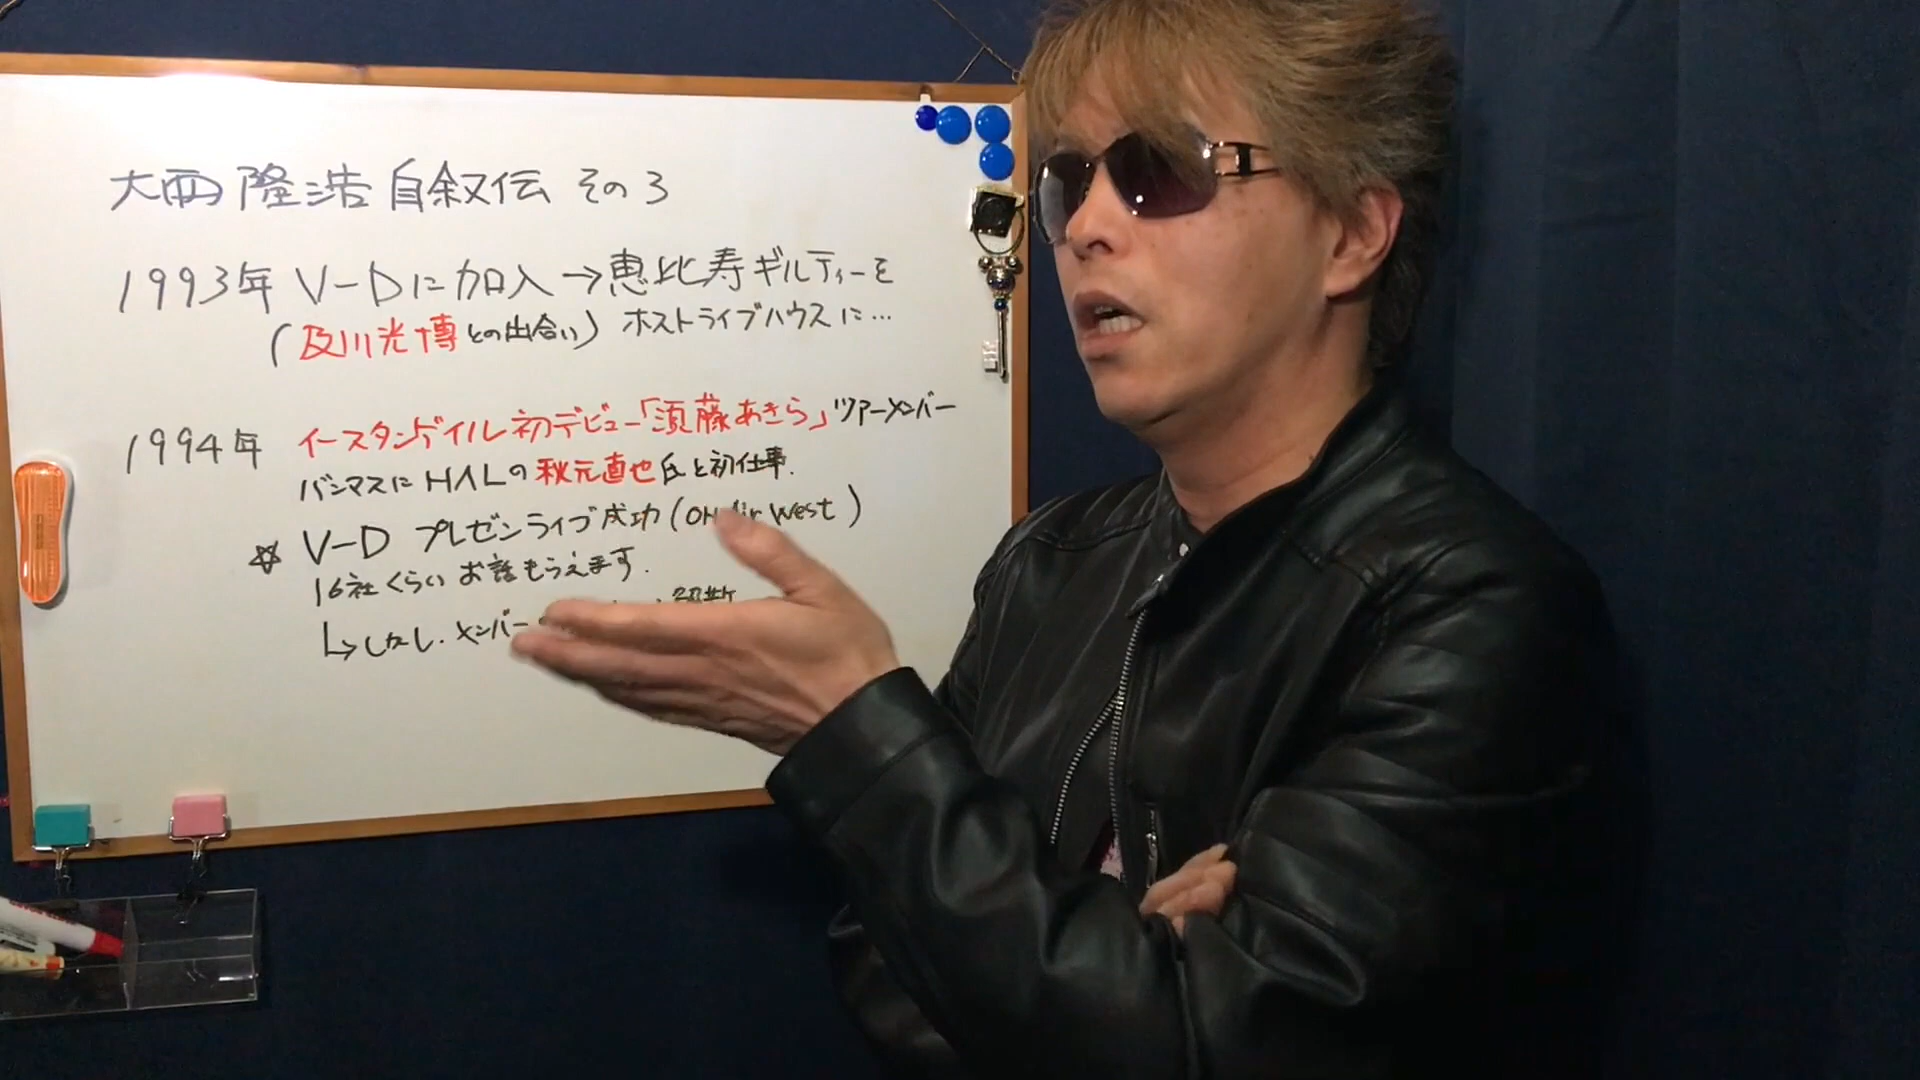 大西隆浩 自叙伝 その3
1993年 V-Dに加入→恵比寿ギルティーを
(及川光博との出会い) ホストライブハウスに…
1994年 イースタンゲイル初デビュー「須藤あきら」ツアーメンバー
バンマスにHALの秋元直也氏と初仕事.
☆ V-D プレゼンライブ成功(ON Air West)
16社くらいお話もらえます.
↳しかし.メンバー 解散